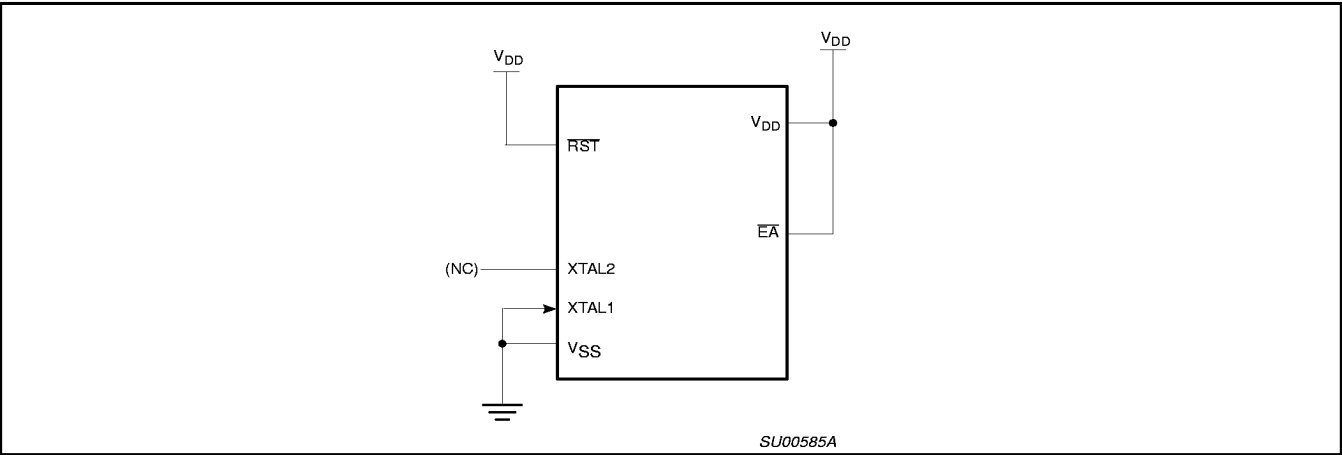 VDD
VDD
VDD
RST
EA
(NC)
XTAL2
XTAL1
VSS
SU00585A